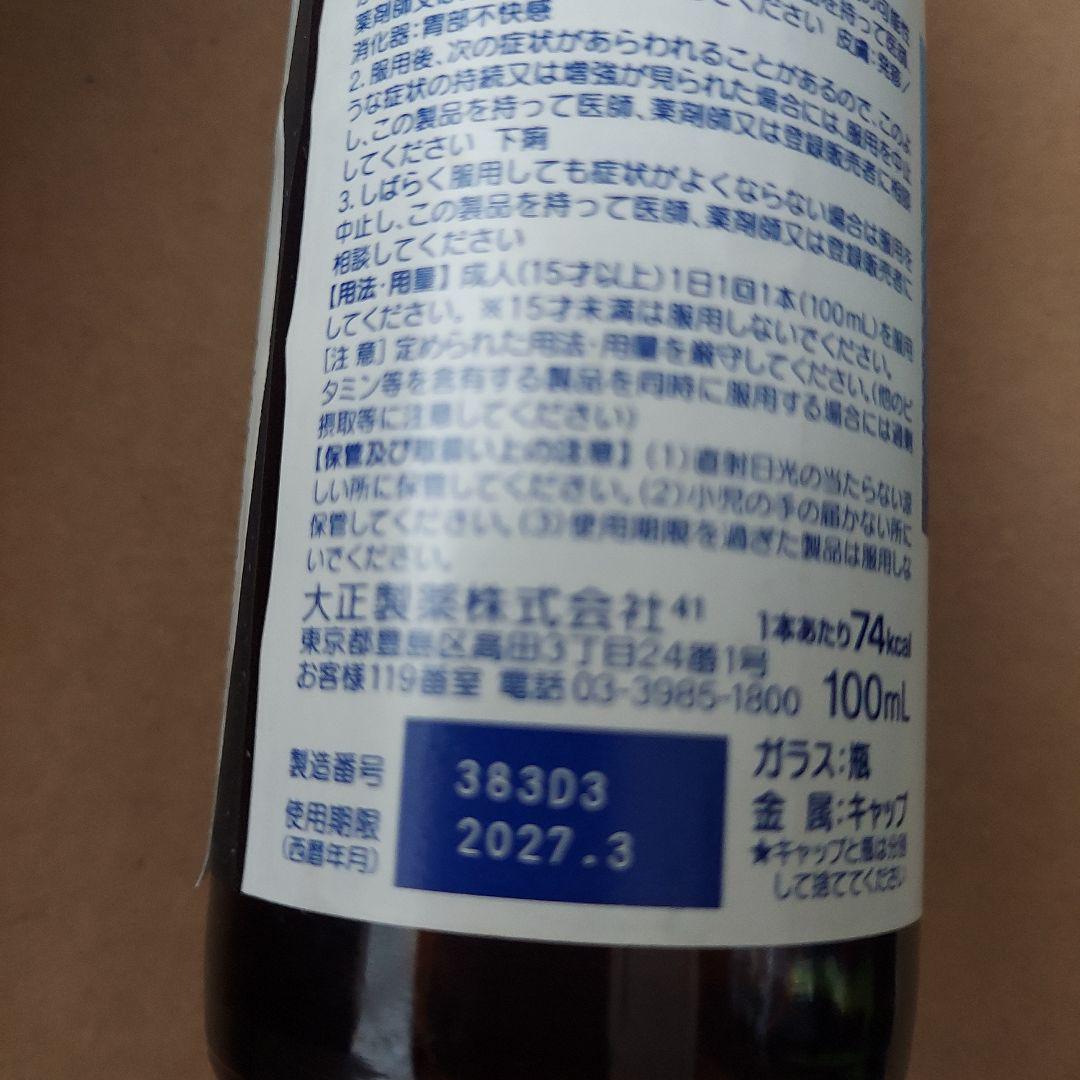 消化器：胃部不快感
2. 服用後、次の症状があらわれることがあるので、このよ
うな症状の持続又は増強が見られた場合には、服用を中止
し、この製品を持って医師、薬剤師又は登録販売者に相談
してください 下痢
3. しばらく服用しても症状がよくならない場合は服用を
中止し、この製品を持って医師、薬剤師又は登録販売者に
相談してください
【用法・用量】成人（15才以上）1日1回1本（100mL）を服用
してください。※15才未満は服用しないでください。
［注意］定められた用法・用量を厳守してください。（他のビ
タミン等を含有する製品を同時に服用する場合には過剰
摂取等に注意してください）
【保管及び取扱い上の注意】（1）直射日光の当たらない涼
しい所に保管してください。（2）小児の手の届かない所に
保管してください。（3）使用期限を過ぎた製品は服用しな
いでください。
大正製薬株式会社 41
東京都豊島区高田3丁目24番1号
お客様119番室 電話 03-3985-1800
1本あたり74kcal
100mL
製造番号 383D3
使用期限 2027.3
（西暦年月）
ガラス：瓶
金属：キャップ
★キャップと瓶は分別
して捨ててください